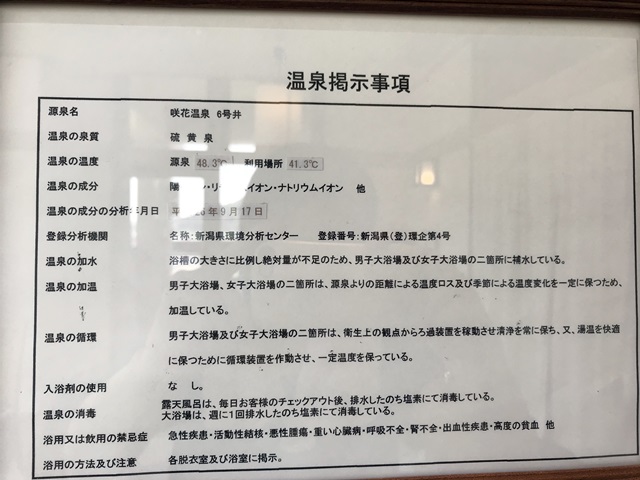 温泉掲示事項
源泉名 咲花温泉 6号井
温泉の泉質 硫黄泉
温泉の温度 源泉 48.3℃ 利用場所 41.3℃
温泉の成分 陽 ン・リ イオン・ナトリウムイオン 他
温泉の成分の分析年月日 平 26年9月17日
登録分析機関 名称:新潟県環境分析センター 登録番号:新潟県(登)環企第4号
温泉の加水 浴槽の大きさに比例し絶対量が不足のため、男子大浴場及び女子大浴場の二箇所に補水している。
温泉の加温 男子大浴場、女子大浴場の二箇所は、源泉よりの距離による温度ロス及び季節による温度変化を一定に保つため、
加温している。
温泉の循環 男子大浴場及び女子大浴場の二箇所は、衛生上の観点からろ過装置を稼動させ清浄を常に保ち、又、湯温を快適
に保つために循環装置を作動させ、一定温度を保っている。
入浴剤の使用 なし。
温泉の消毒 露天風呂は、毎日お客様のチェックアウト後、排水したのち塩素にて消毒している。
大浴場は、週に1回排水したのち塩素にて消毒している。
浴用又は飲用の禁忌症 急性疾患・活動性結核・悪性腫瘍・重い心臓病・呼吸不全・腎不全・出血性疾患・高度の貧血 他
浴用の方法及び注意 各脱衣室及び浴室に掲示。